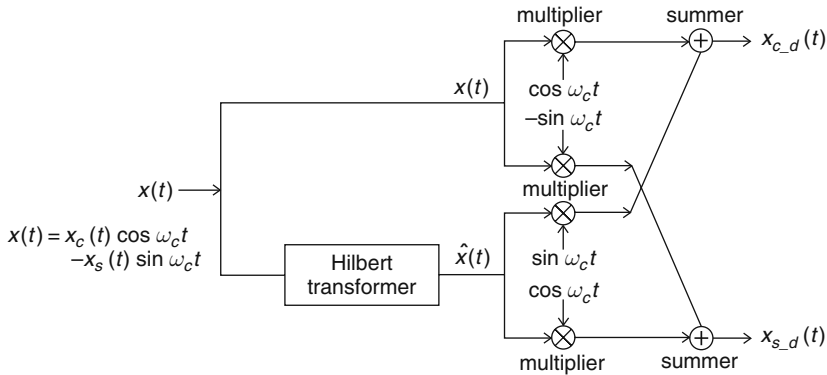 multiplier
summer
x_{c_d}(t)
x(t)
cos ω_c t
–sin ω_c t
x(t)
multiplier
x(t) = x_c(t) cos ω_c t
–x_s(t) sin ω_c t
Hilbert
transformer
x̂(t)
sin ω_c t
cos ω_c t
x_{s_d}(t)
multiplier
summer